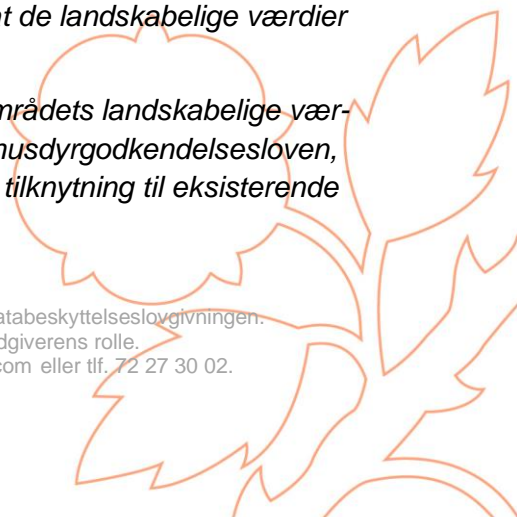 t de landskabelige værdier
mrådets landskabelige vær-
husdyrgodkendelsesloven,
tilknytning til eksisterende
atabeskyttelseslovgivningen.
dgiverens rolle.
com eller tlf. 72 27 30 02.